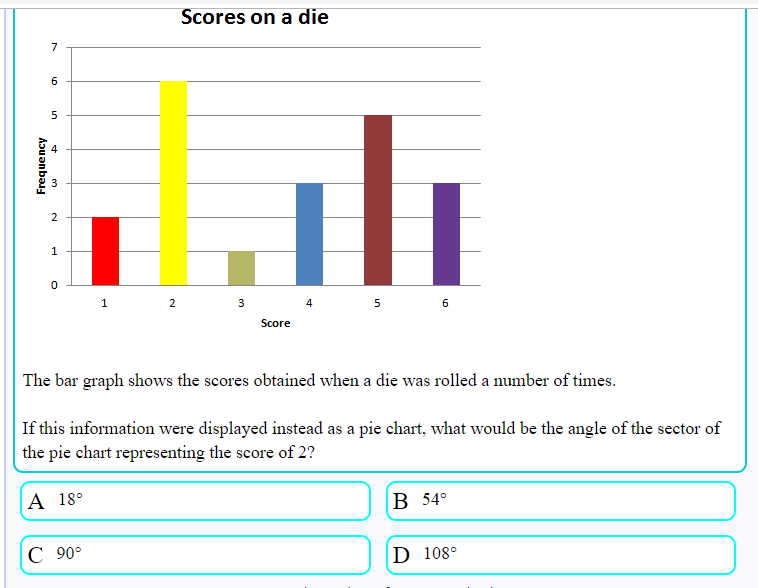 Scores on a die
7
6
5
4
3
2
1
0
Frequency
1 2 3 4 5 6
Score
The bar graph shows the scores obtained when a die was rolled a number of times.
If this information were displayed instead as a pie chart, what would be the angle of the sector of
the pie chart representing the score of 2?
A 18°
B 54°
C 90°
D 108°